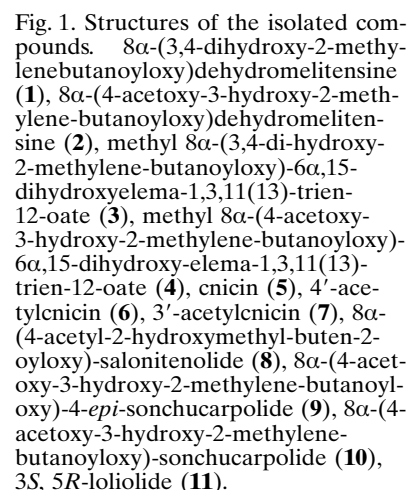 Fig. 1. Structures of the isolated com-
pounds. 8α-(3,4-dihydroxy-2-methy-
lenebutanoyloxy)dehydromelitensine
(1), 8α-(4-acetoxy-3-hydroxy-2-meth-
ylene-butanoyloxy)dehydromeliten-
sine (2), methyl 8α-(3,4-di-hydroxy-
2-methylene-butanoyloxy)-6α,15-
dihydroxyelema-1,3,11(13)-trien-
12-oate (3), methyl 8α-(4-acetoxy-
3-hydroxy-2-methylene-butanoyloxy)-
6α,15-dihydroxy-elema-1,3,11(13)-
trien-12-oate (4), cnicin (5), 4′-ace-
tylcnicin (6), 3′-acetylcnicin (7), 8α-
(4-acetyl-2-hydroxymethyl-buten-2-
oyloxy)-salonitenolide (8), 8α-(4-acet-
oxy-3-hydroxy-2-methylene-butanoyl-
oxy)-4-epi-sonchucarpolide (9), 8α-(4-
acetoxy-3-hydroxy-2-methylene-
butanoyloxy)-sonchucarpolide (10),
3S, 5R-loliolide (11).